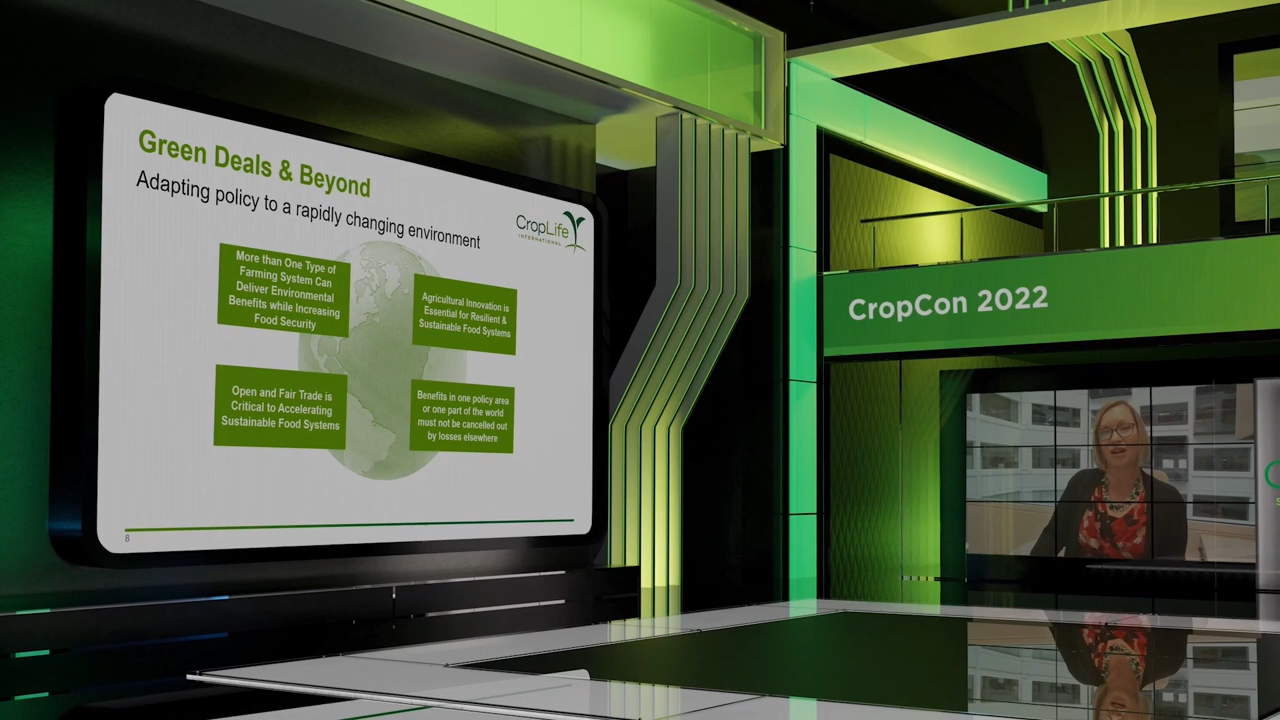 Green Deals & Beyond
Adapting policy to a rapidly changing environment
CropLife
INTERNATIONAL
More than One Type of
Farming System Can
Deliver Environmental
Benefits while Increasing
Food Security
Agricultural Innovation is
Essential for Resilient &
Sustainable Food Systems
Open and Fair Trade is
Critical to Accelerating
Sustainable Food Systems
Benefits in one policy area
or one part of the world
must not be cancelled out
by losses elsewhere
8
CropCon 2022